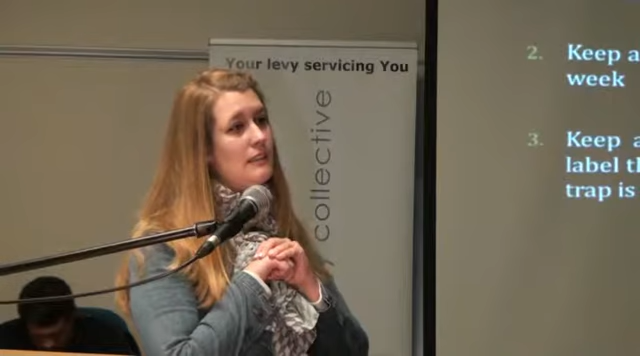 Your levy servicing You
collective
2. Keep a
week
3. Keep a
label th
trap is